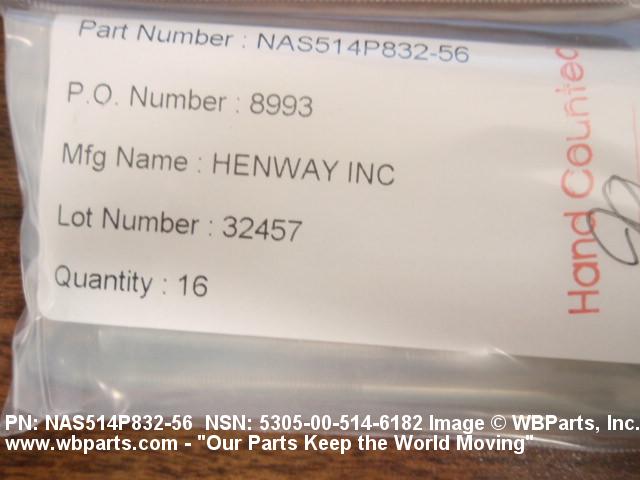 Part Number : NAS514P832-56
P.O. Number : 8993
Mfg Name : HENWAY INC
Lot Number : 32457
Quantity : 16
Hand Counted
PN: NAS514P832-56 NSN: 5305-00-514-6182 Image © WBParts, Inc.
www.wbparts.com - "Our Parts Keep the World Moving"